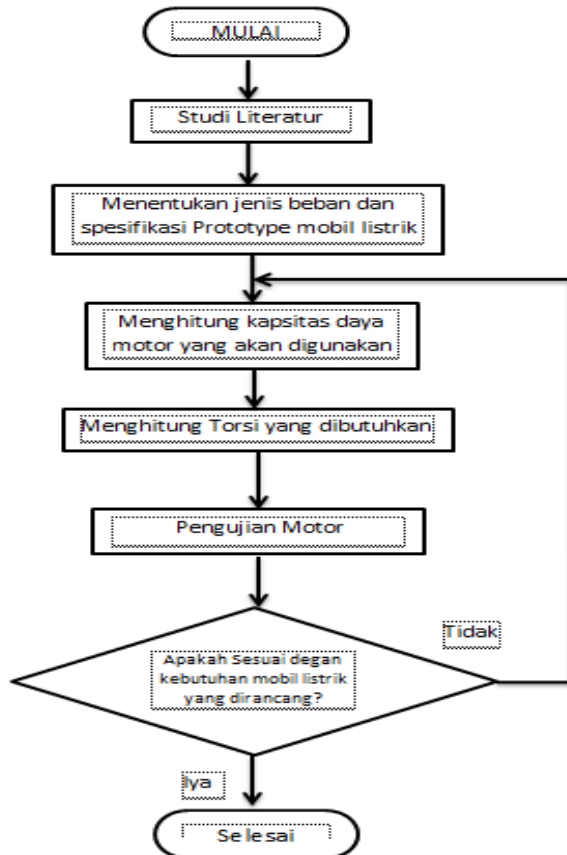 MULAI
Studi Literatur
Menentukan jenis beban dan
spesifikasi Prototype mobil listrik
Menghitung kapsitas daya
motor yang akan digunakan
Menghitung Torsi yang dibutuhkan
Pengujian Motor
Tidak
Apakah Sesuai degan
kebutuhan mobil listrik
yang dirancang?
Iya
Selesai